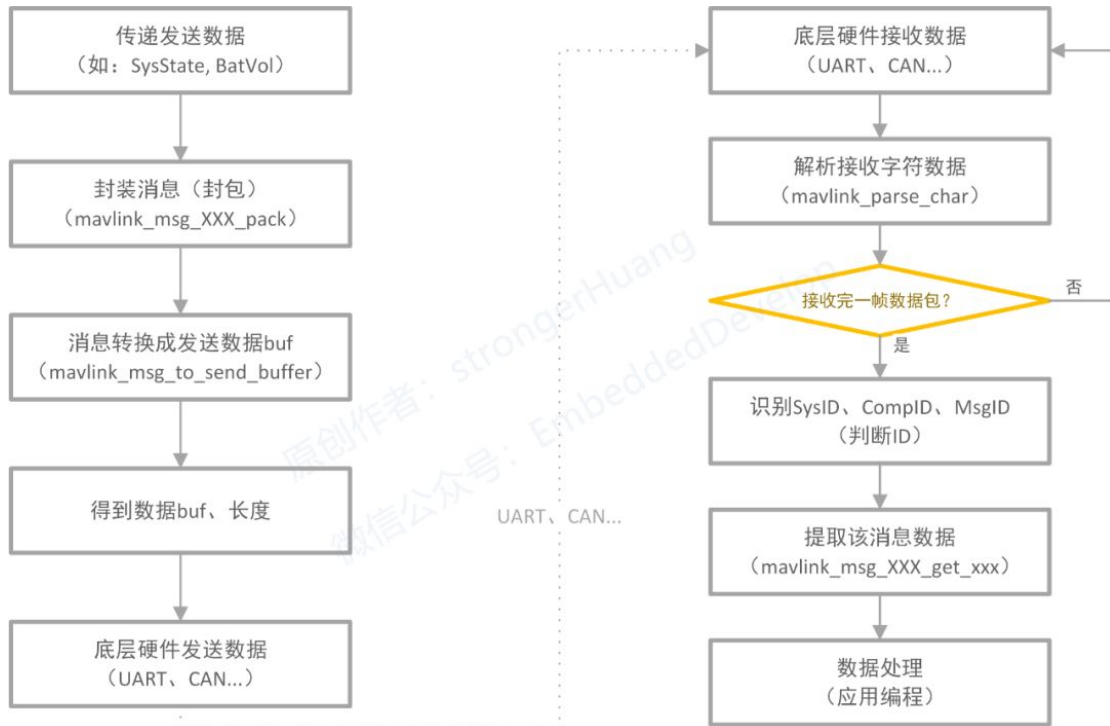 传递发送数据
（如：SysState, BatVol）
封装消息（封包）
（mavlink_msg_XXX_pack）
消息转换成发送数据buf
（mavlink_msg_to_send_buffer）
得到数据buf、长度
底层硬件发送数据
（UART、CAN...）
UART、CAN...
底层硬件接收数据
（UART、CAN...）
解析接收字符数据
（mavlink_parse_char）
接收完一帧数据包？
否
是
识别SysID、CompID、MsgID
（判断ID）
提取该消息数据
（mavlink_msg_XXX_get_xxx）
数据处理
（应用编程）
原创作者：strongerHuang
微信公众号：EmbeddedDevelop